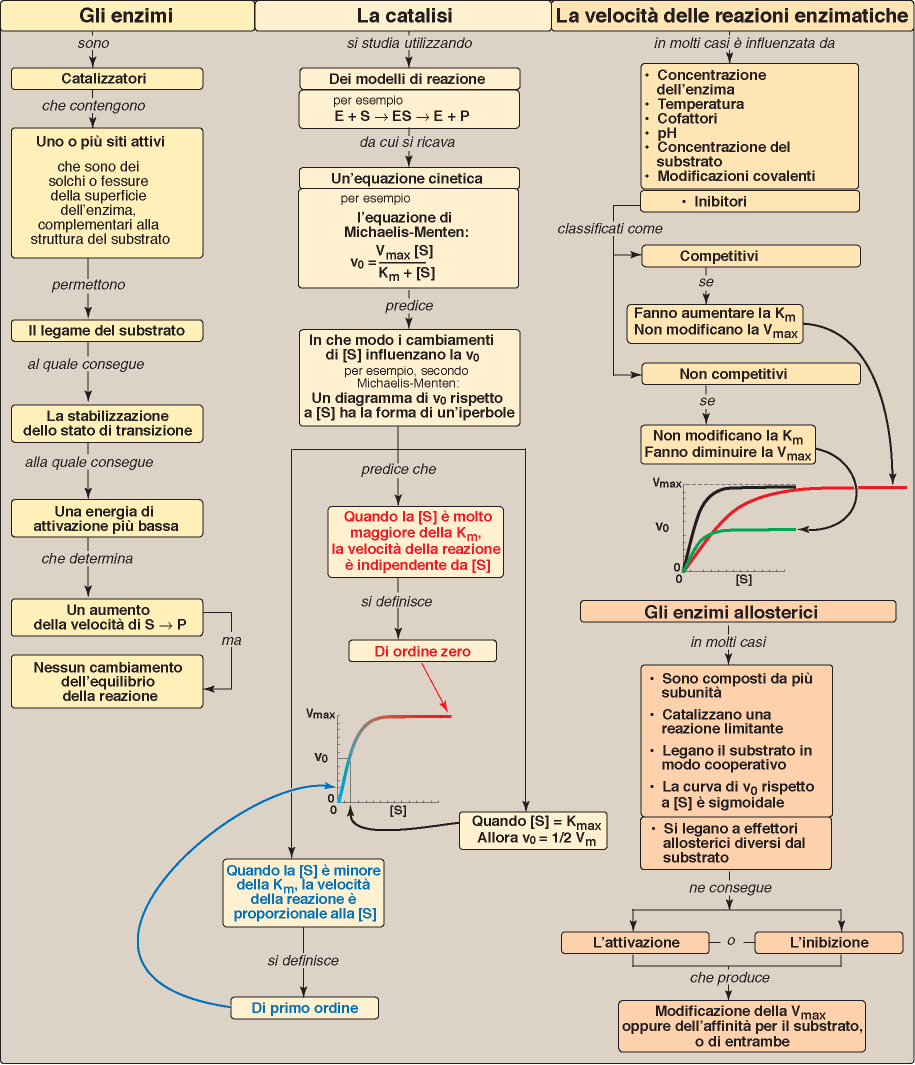 Gli enzimi
sono
Catalizzatori
che contengono
Uno o più siti attivi
che sono dei
solchi o fessure
della superficie
dell'enzima,
complementari alla
struttura del substrato
permettono
Il legame del substrato
al quale consegue
La stabilizzazione
dello stato di transizione
alla quale consegue
Una energia di
attivazione più bassa
che determina
Un aumento
della velocità di S → P
ma
Nessun cambiamento
dell'equilibrio
della reazione
La catalisi
si studia utilizzando
Dei modelli di reazione
per esempio
E + S → ES → E + P
da cui si ricava
Un'equazione cinetica
per esempio
l'equazione di
Michaelis-Menten:
v0 = Vmax [S] / Km + [S]
predice
In che modo i cambiamenti
di [S] influenzano la v0
per esempio, secondo
Michaelis-Menten:
Un diagramma di v0 rispetto
a [S] ha la forma di un'iperbole
predice che
Quando la [S] è molto
maggiore della Km,
la velocità della reazione
è indipendente da [S]
si definisce
Di ordine zero
Vmax
v0
0
0
[S]
Quando [S] = Kmax
Allora v0 = 1/2 Vm
Quando la [S] è minore
della Km, la velocità
della reazione è
proporzionale alla [S]
si definisce
Di primo ordine
La velocità delle reazioni enzimatiche
in molti casi è influenzata da
• Concentrazione
dell'enzima
• Temperatura
• Cofattori
• pH
• Concentrazione del
substrato
• Modificazioni covalenti
• Inibitori
classificati come
Competitivi
se
Fanno aumentare la Km
Non modificano la Vmax
Non competitivi
se
Non modificano la Km
Fanno diminuire la Vmax
Vmax
v0
0
0
[S]
Gli enzimi allosterici
in molti casi
• Sono composti da più
subunità
• Catalizzano una
reazione limitante
• Legano il substrato in
modo cooperativo
• La curva di v0 rispetto
a [S] è sigmoidale
• Si legano a effettori
allosterici diversi dal
substrato
ne consegue
L'attivazione
o
L'inibizione
che produce
Modificazione della Vmax
oppure dell'affinità per il substrato,
o di entrambe